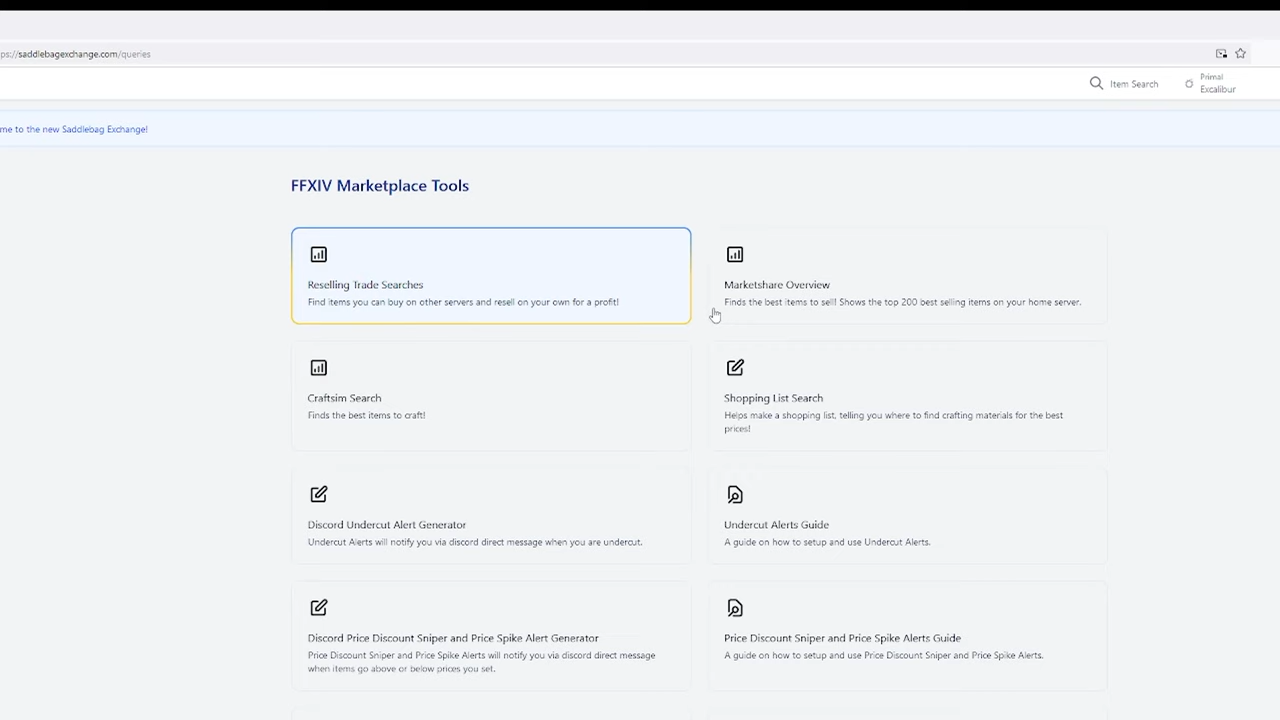 ps://saddlebagexchange.com/queries
Item Search
Primal
Excalibur
me to the new Saddlebag Exchange!
FFXIV Marketplace Tools
Reselling Trade Searches
Find items you can buy on other servers and resell on your own for a profit!
Marketshare Overview
Finds the best items to sell! Shows the top 200 best selling items on your home server.
Craftsim Search
Finds the best items to craft!
Shopping List Search
Helps make a shopping list, telling you where to find crafting materials for the best
prices!
Discord Undercut Alert Generator
Undercut Alerts will notify you via discord direct message when you are undercut.
Undercut Alerts Guide
A guide on how to setup and use Undercut Alerts.
Discord Price Discount Sniper and Price Spike Alert Generator
Price Discount Sniper and Price Spike Alerts will notify you via discord direct message
when items go above or below prices you set.
Price Discount Sniper and Price Spike Alerts Guide
A guide on how to setup and use Price Discount Sniper and Price Spike Alerts.